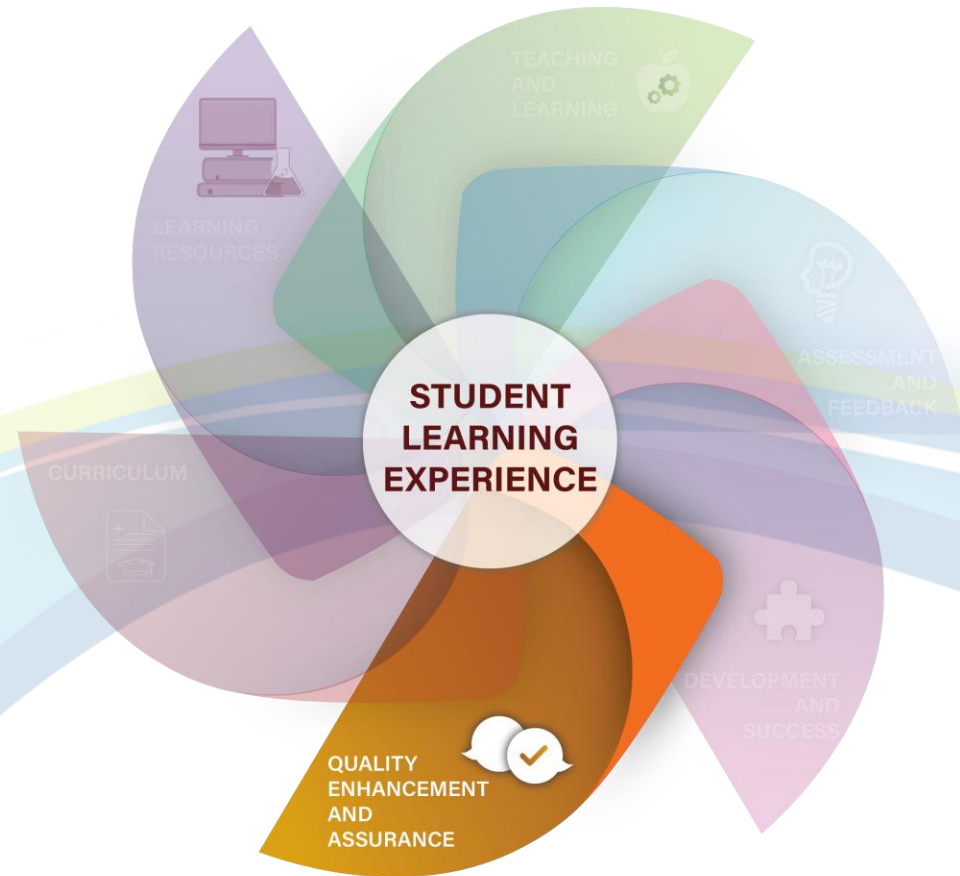 TEACHING
AND
LEARNING
LEARNING
RESOURCES
ASSESSMENT
AND
FEEDBACK
STUDENT
LEARNING
EXPERIENCE
CURRICULUM
DEVELOPMENT
AND
SUCCESS
QUALITY
ENHANCEMENT
AND
ASSURANCE